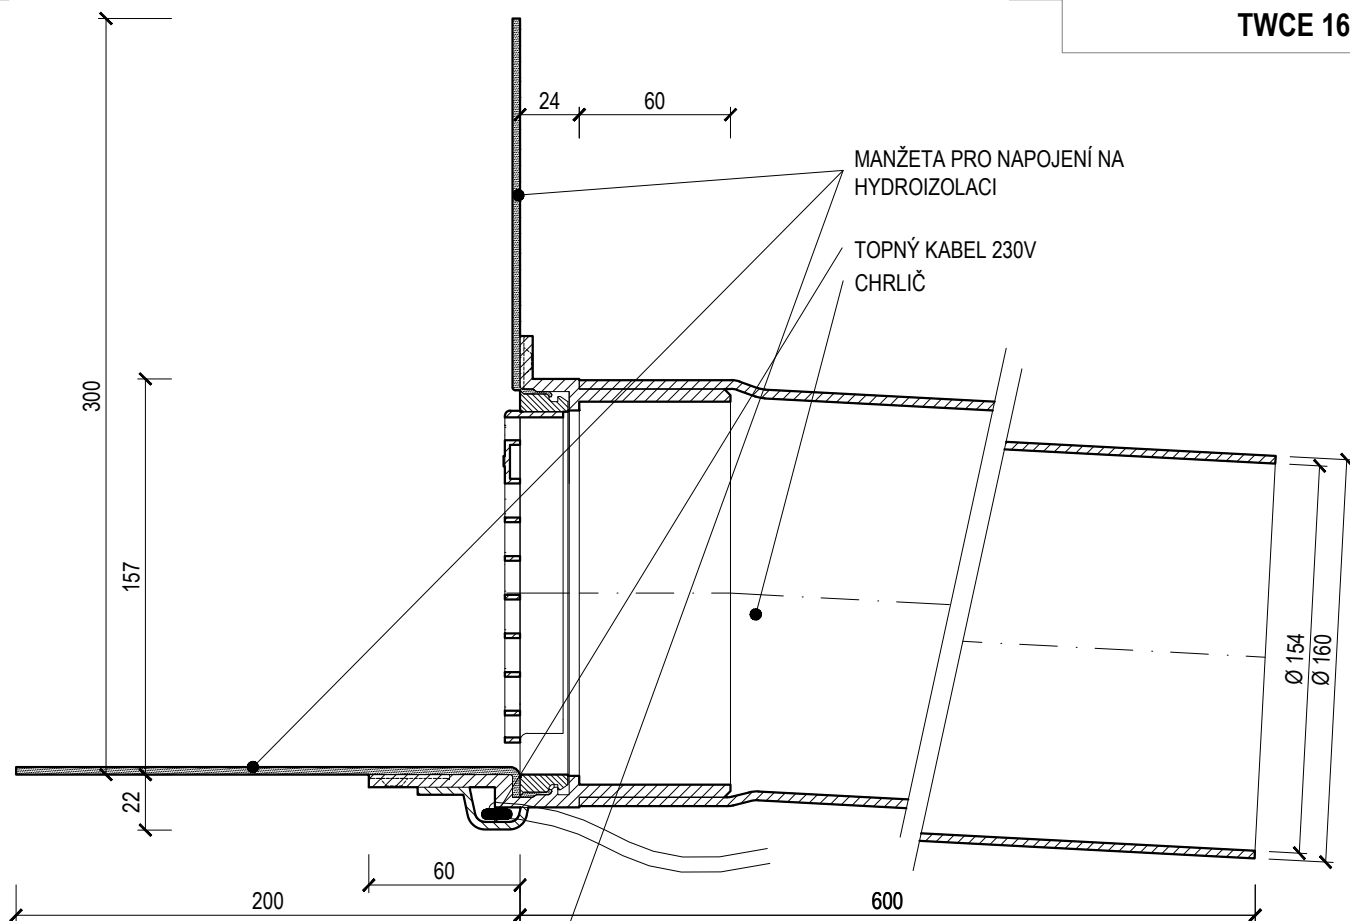 TWCE 16
24
60
MANŽETA PRO NAPOJENÍ NA
HYDROIZOLACI
TOPNÝ KABEL 230V
CHRLIČ
300
157
22
Ø 154
Ø 160
60
200
600